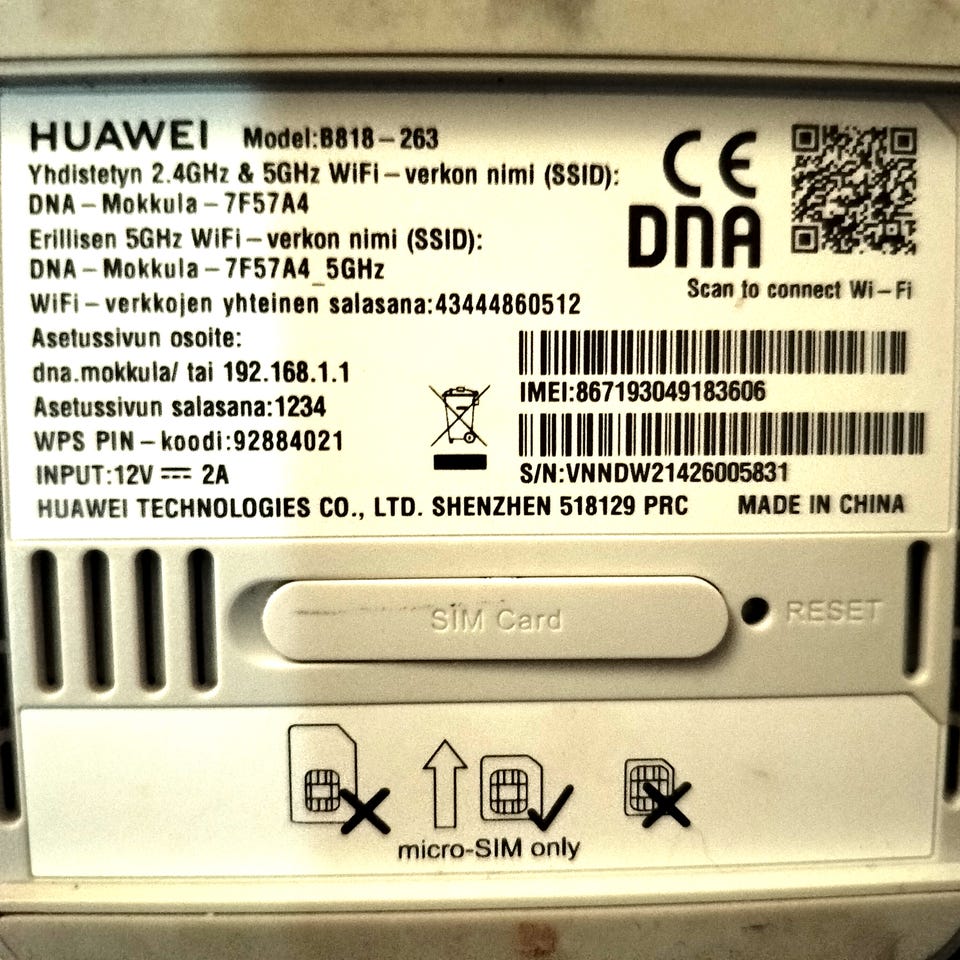 HUAWEI Model:B818-263
Yhdistetyn 2.4GHz & 5GHz WiFi-verkon nimi (SSID):
DNA-Mokkula-7F57A4
Erillisen 5GHz WiFi-verkon nimi (SSID):
DNA-Mokkula-7F57A4_5GHz
WiFi-verkkojen yhteinen salasana:43444860512
Asetussivun osoite:
dna.mokkula/ tai 192.168.1.1
Asetussivun salasana:1234
WPS PIN-koodi:92884021
INPUT:12V ⎓ 2A
HUAWEI TECHNOLOGIES CO., LTD. SHENZHEN 518129 PRC MADE IN CHINA
CE
DNA
Scan to connect Wi-Fi
IMEI:867193049183606
S/N:VNNDW21426005831
SIM Card
RESET
micro-SIM only